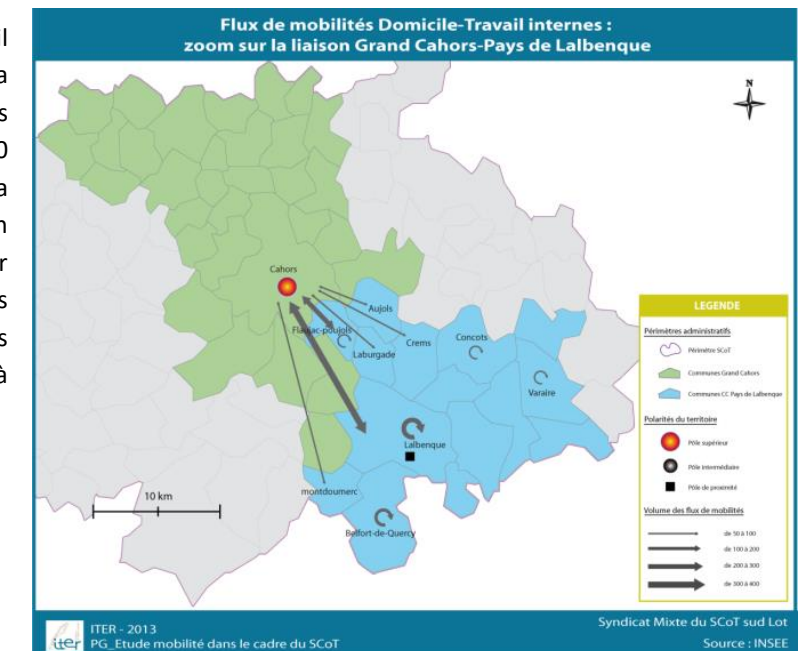 il
a
s
0
a
n
r
s
s
à
Flux de mobilités Domicile-Travail internes :
zoom sur la liaison Grand Cahors-Pays de Lalbenque
N
Cahors
Aujols
Flaujac-poujols
Laburgade
Crems
Concots
Varaire
Lalbenque
montdoumerc
Belfort-de-Quercy
10 km
LEGENDE
Périmètres administratifs
Périmètre SCoT
Communes Grand Cahors
Communes CC Pays de Lalbenque
Polarités du territoire
Pôle supérieur
Pôle intermédiaire
Pôle de proximité
Volume des flux de mobilités
de 50 à 100
de 100 à 200
de 200 à 300
de 300 à 400
iter
ITER - 2013
PG_Etude mobilité dans le cadre du SCoT
Syndicat Mixte du SCoT sud Lot
Source : INSEE